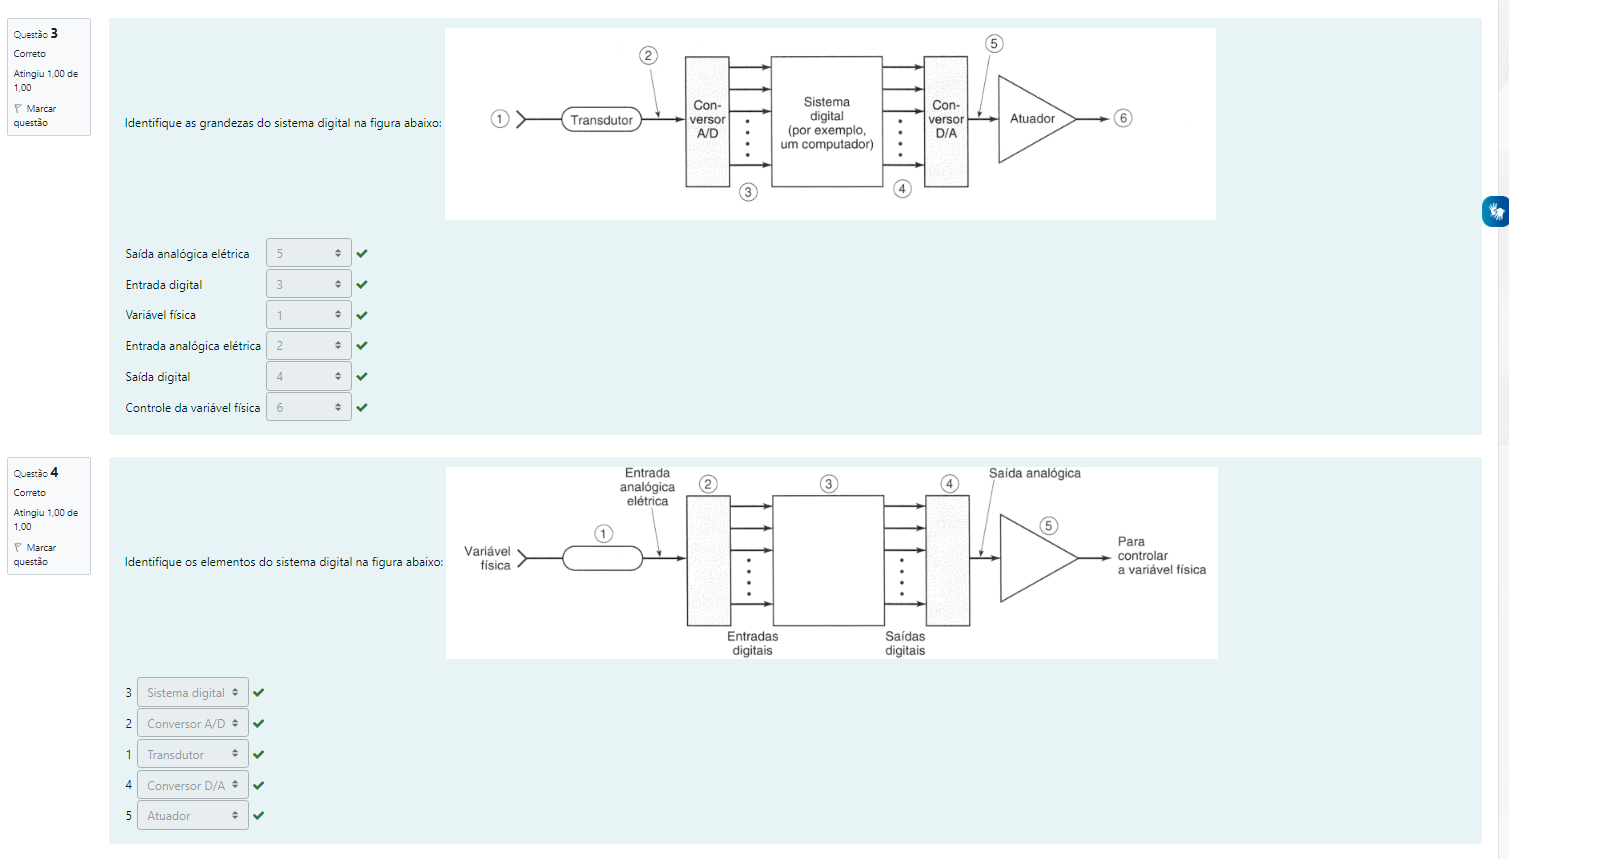 Questão 3
Correto
Atingiu 1,00 de
1,00
Marcar
questão
Identifique as grandezas do sistema digital na figura abaixo:
1
Transdutor
2
Con-
versor
A/D
3
Sistema
digital
(por exemplo,
um computador)
4
Con-
versor
D/A
5
Atuador
6
Saída analógica elétrica 5
Entrada digital 3
Variável física 1
Entrada analógica elétrica 2
Saída digital 4
Controle da variável física 6
Questão 4
Correto
Atingiu 1,00 de
1,00
Marcar
questão
Identifique os elementos do sistema digital na figura abaixo:
Variável
física
1
Entrada
analógica
elétrica
2
Entradas
digitais
3
Saídas
digitais
4
Saída analógica
5
Para
controlar
a variável física
3 Sistema digital
2 Conversor A/D
1 Transdutor
4 Conversor D/A
5 Atuador